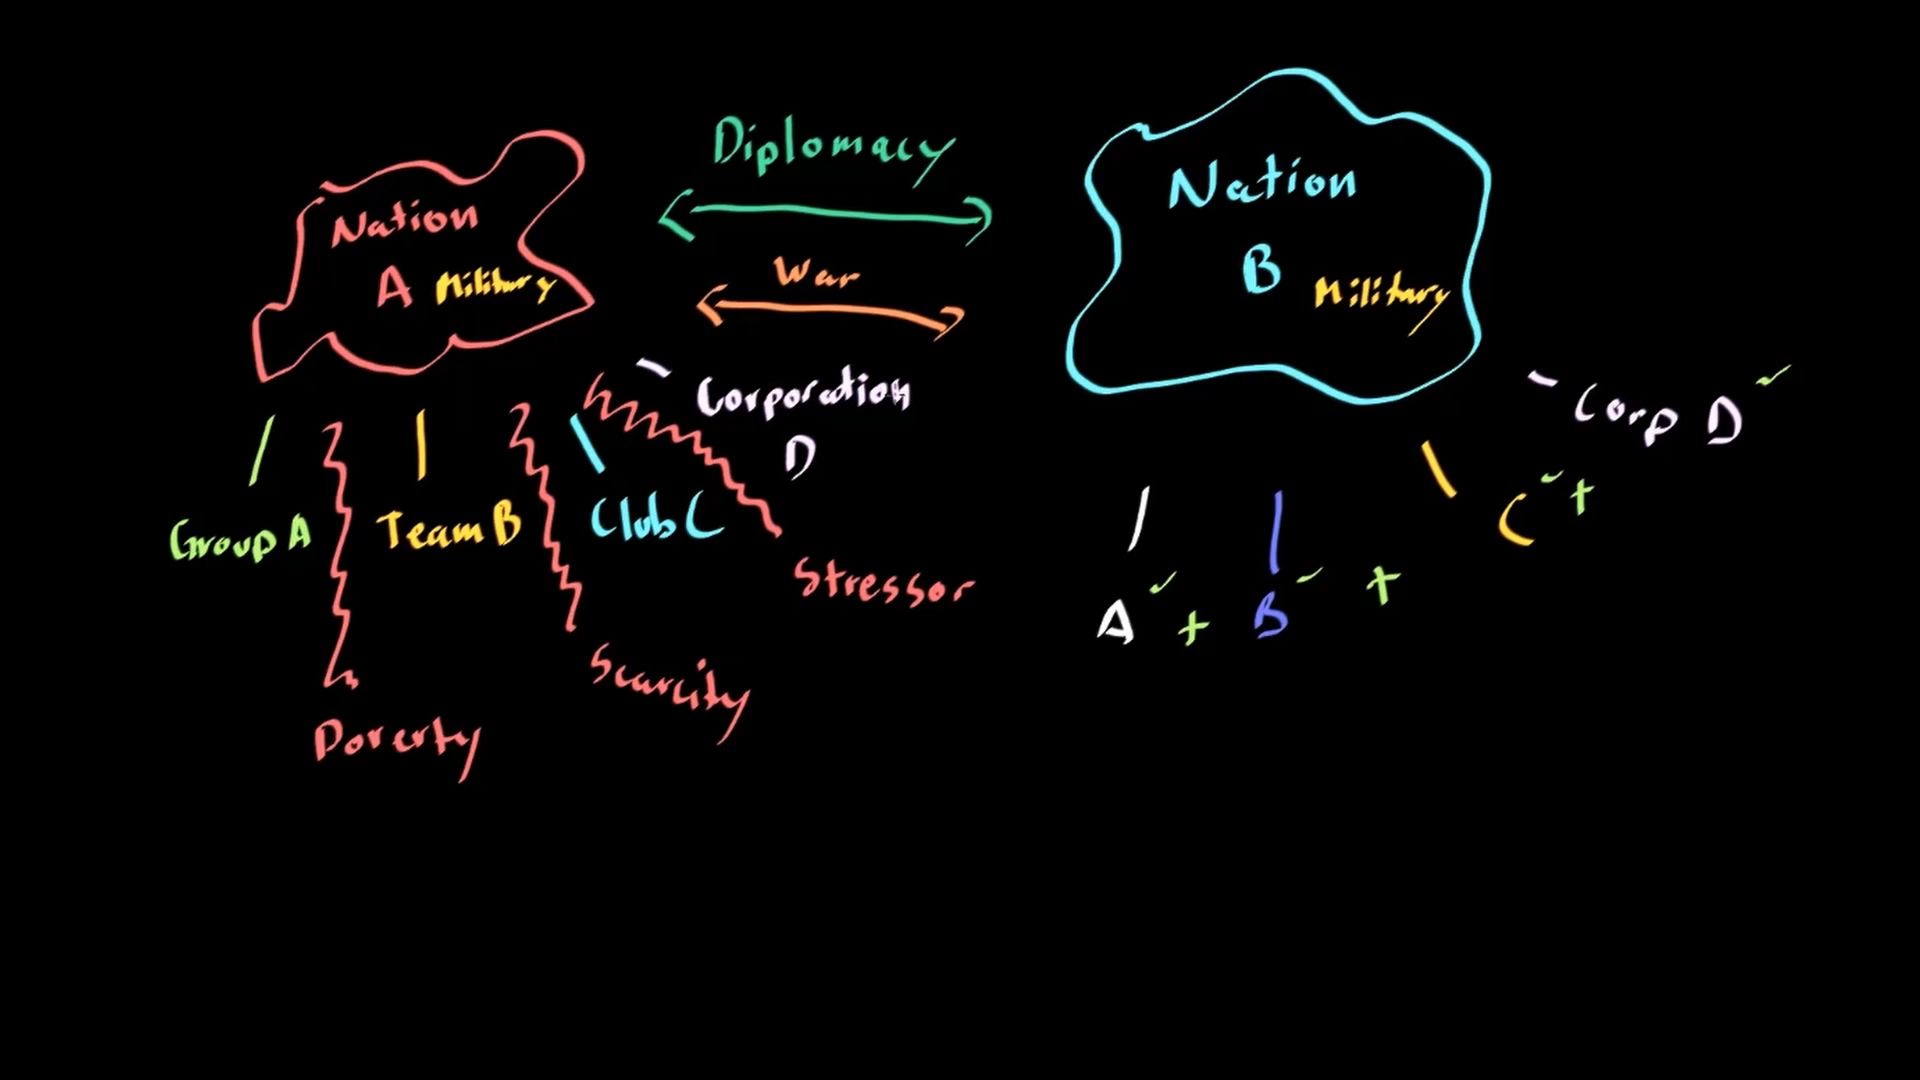 Diplomacy
Nation
A Military
War
Nation
B Military
Corporation
D
Corp D ✓
Group A
Team B
Club C
C ✓ +
Stressor
A ✓ + B ✓ +
Scarcity
Poverty